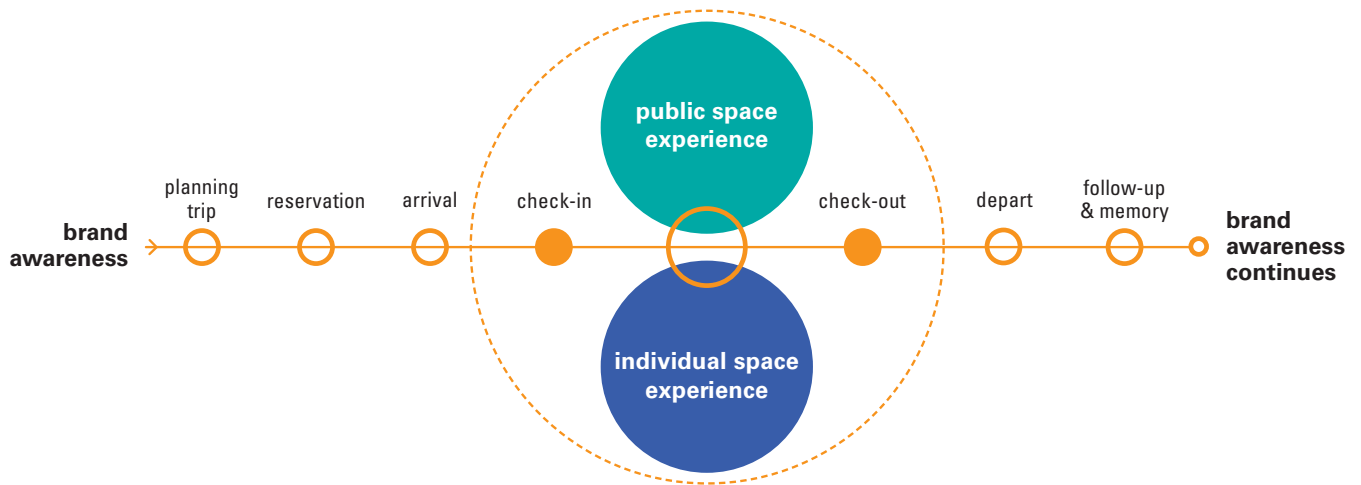 brand
awareness
planning
trip
reservation
arrival
check-in
public space
experience
individual space
experience
check-out
depart
follow-up
& memory
brand
awareness
continues